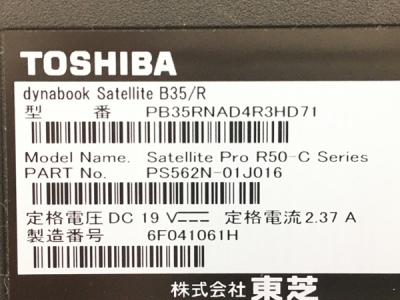 TOSHIBA
dynabook Satellite B35/R
型 番 PB35RNAD4R3HD71
Model Name. Satellite Pro R50-C Series
PART No. PS562N-01J016
定格電圧 DC 19 V⎓ 定格電流 2.37 A
製造番号 6F041061H
株式会社 東芝